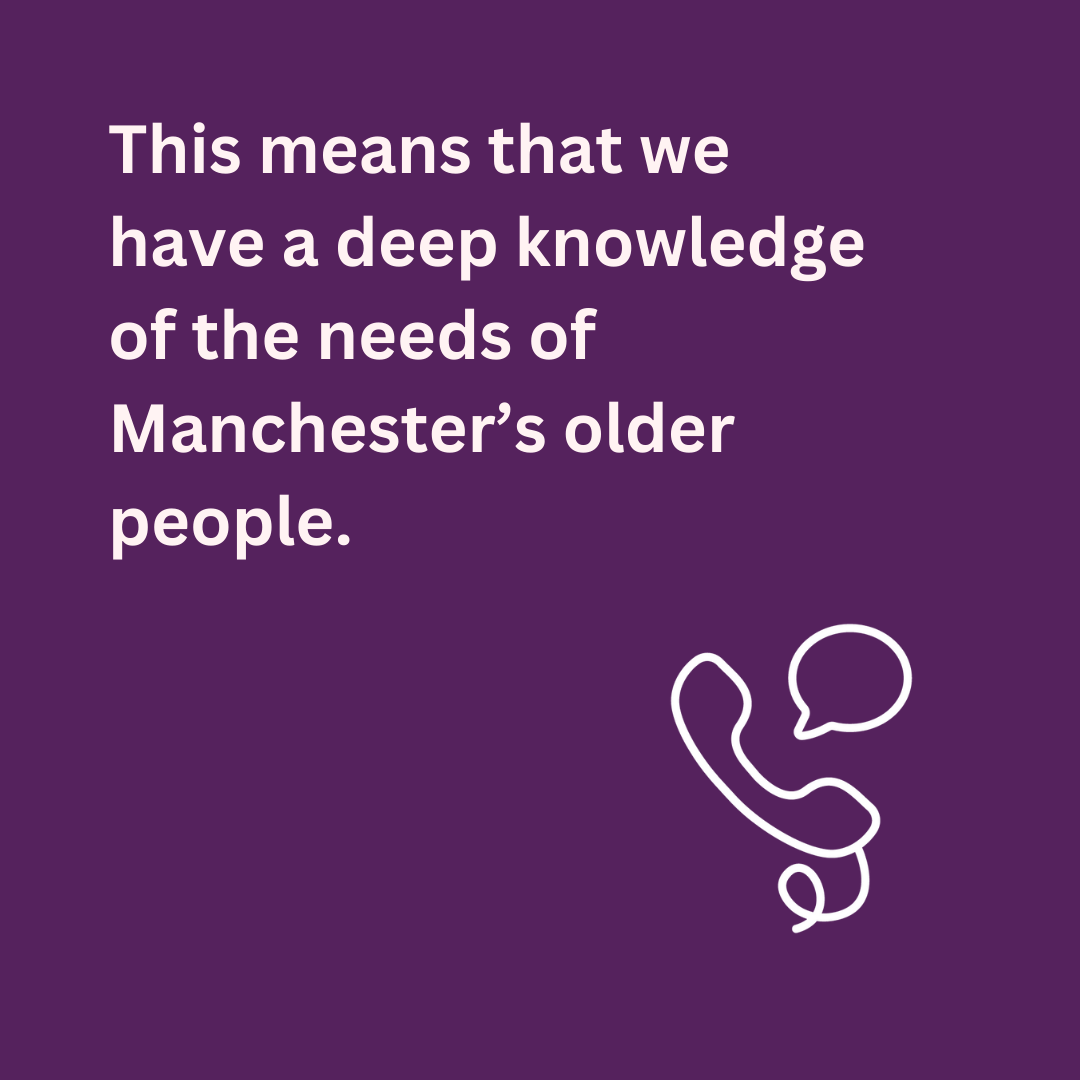 This means that we
have a deep knowledge
of the needs of
Manchester’s older
people.